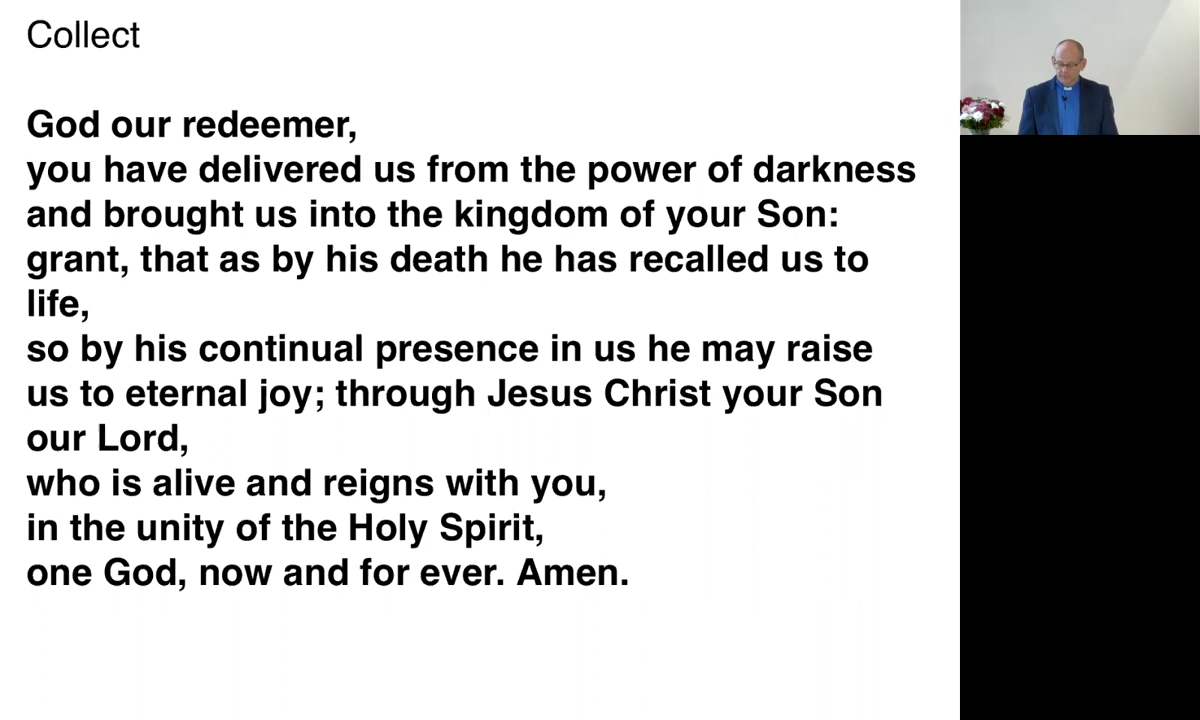 Collect
God our redeemer,
you have delivered us from the power of darkness
and brought us into the kingdom of your Son:
grant, that as by his death he has recalled us to
life,
so by his continual presence in us he may raise
us to eternal joy; through Jesus Christ your Son
our Lord,
who is alive and reigns with you,
in the unity of the Holy Spirit,
one God, now and for ever. Amen.